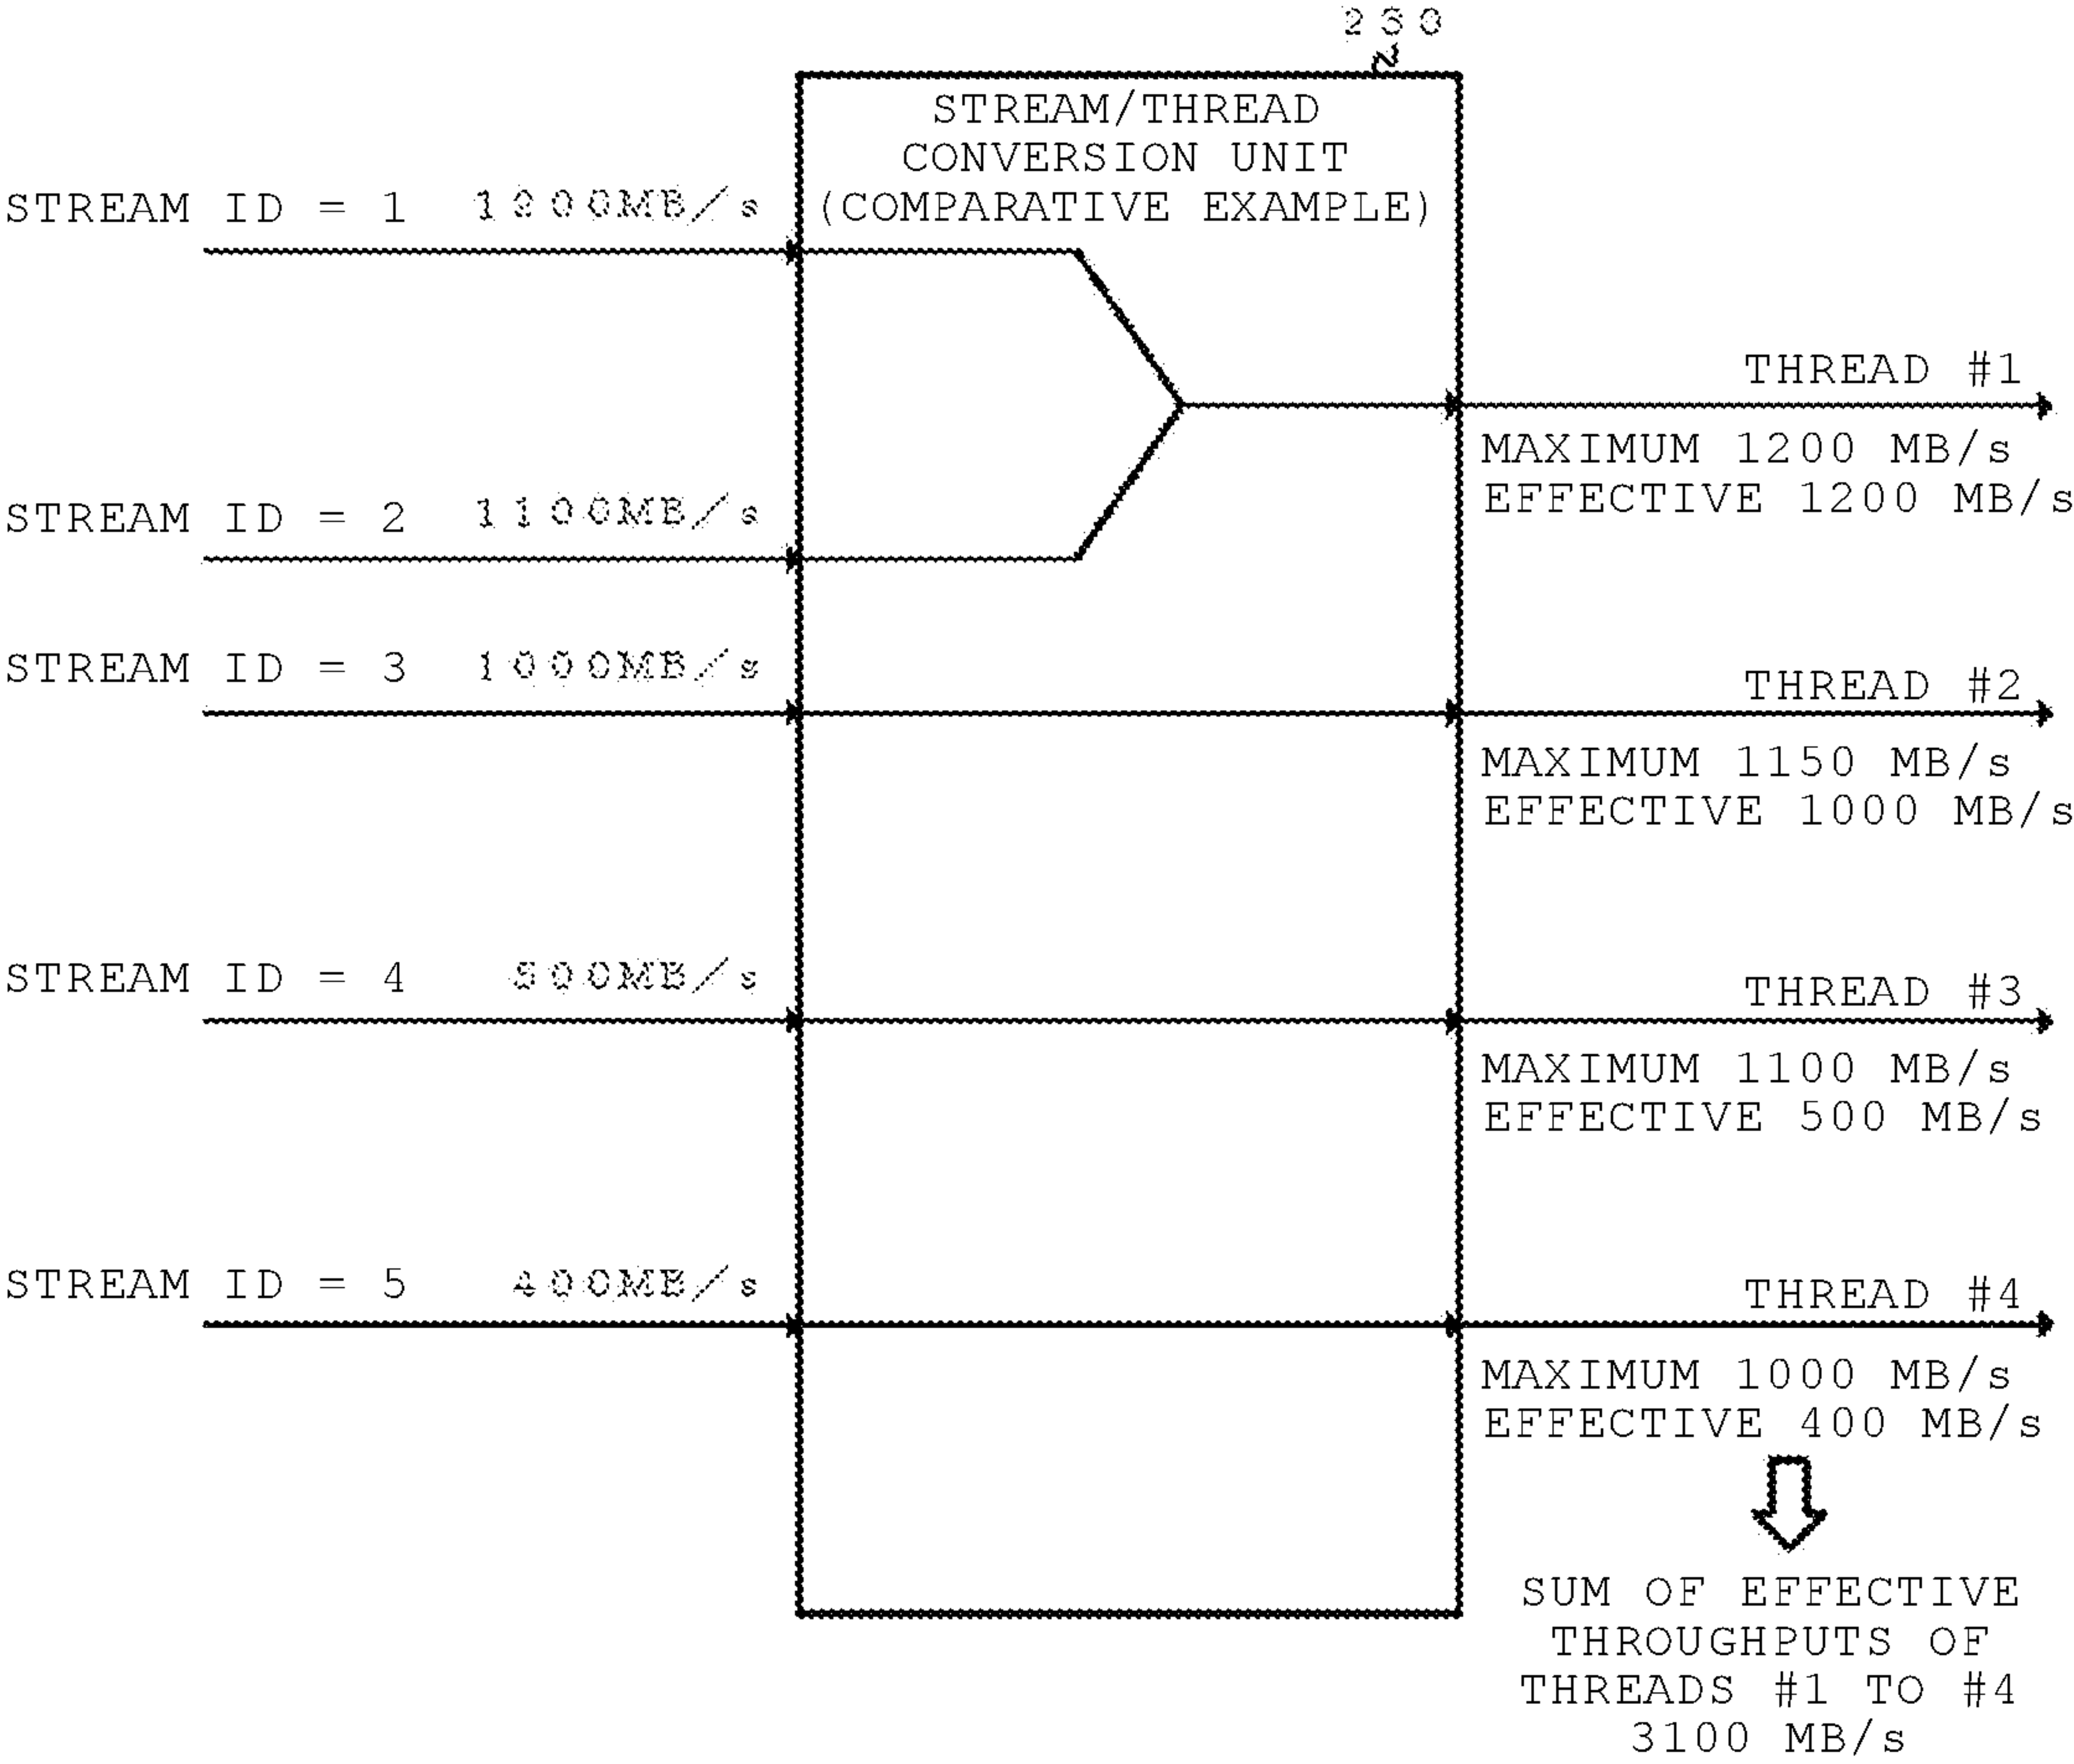 230
STREAM/THREAD
CONVERSION UNIT
(COMPARATIVE EXAMPLE)
STREAM ID = 1 1200MB/s
THREAD #1
MAXIMUM 1200 MB/s
EFFECTIVE 1200 MB/s
STREAM ID = 2 1100MB/s
STREAM ID = 3 1000MB/s
THREAD #2
MAXIMUM 1150 MB/s
EFFECTIVE 1000 MB/s
STREAM ID = 4 500MB/s
THREAD #3
MAXIMUM 1100 MB/s
EFFECTIVE 500 MB/s
STREAM ID = 5 400MB/s
THREAD #4
MAXIMUM 1000 MB/s
EFFECTIVE 400 MB/s
SUM OF EFFECTIVE
THROUGHPUTS OF
THREADS #1 TO #4
3100 MB/s